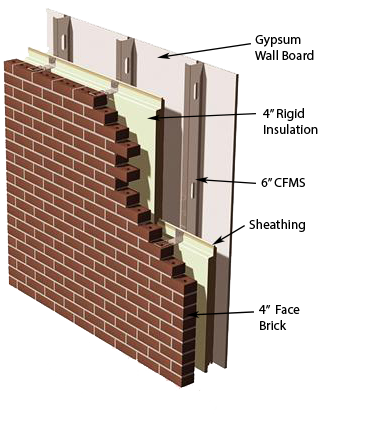 Gypsum
Wall Board
4” Rigid
Insulation
6” CFMS
Sheathing
4” Face
Brick